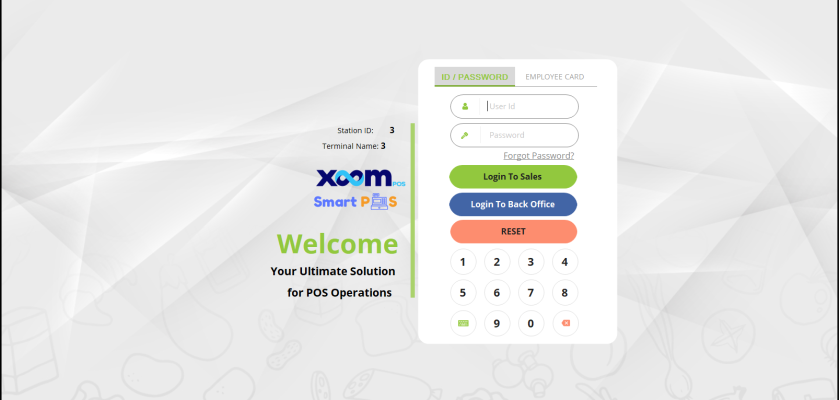 Station ID: 3
Terminal Name: 3
xoom POS
Smart POS
Welcome
Your Ultimate Solution
for POS Operations
ID / PASSWORD EMPLOYEE CARD
User Id
Password
Forgot Password?
Login To Sales
Login To Back Office
RESET
1 2 3 4
5 6 7 8
9 0